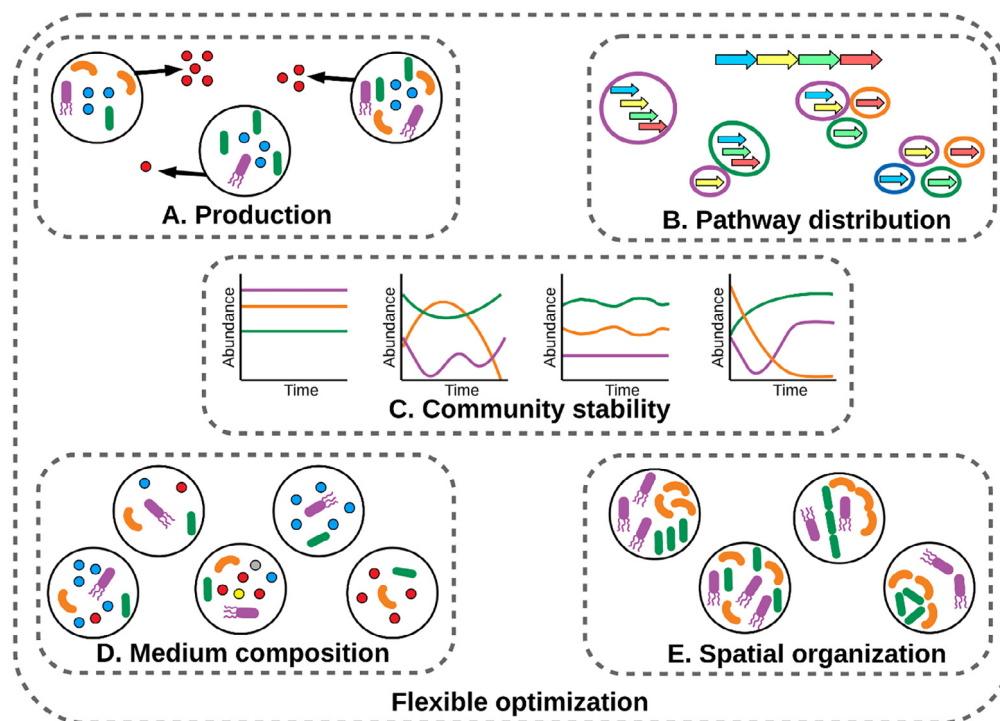 A. Production
B. Pathway distribution
Abundance
Time
Abundance
Time
Abundance
Time
Abundance
Time
C. Community stability
D. Medium composition
E. Spatial organization
Flexible optimization